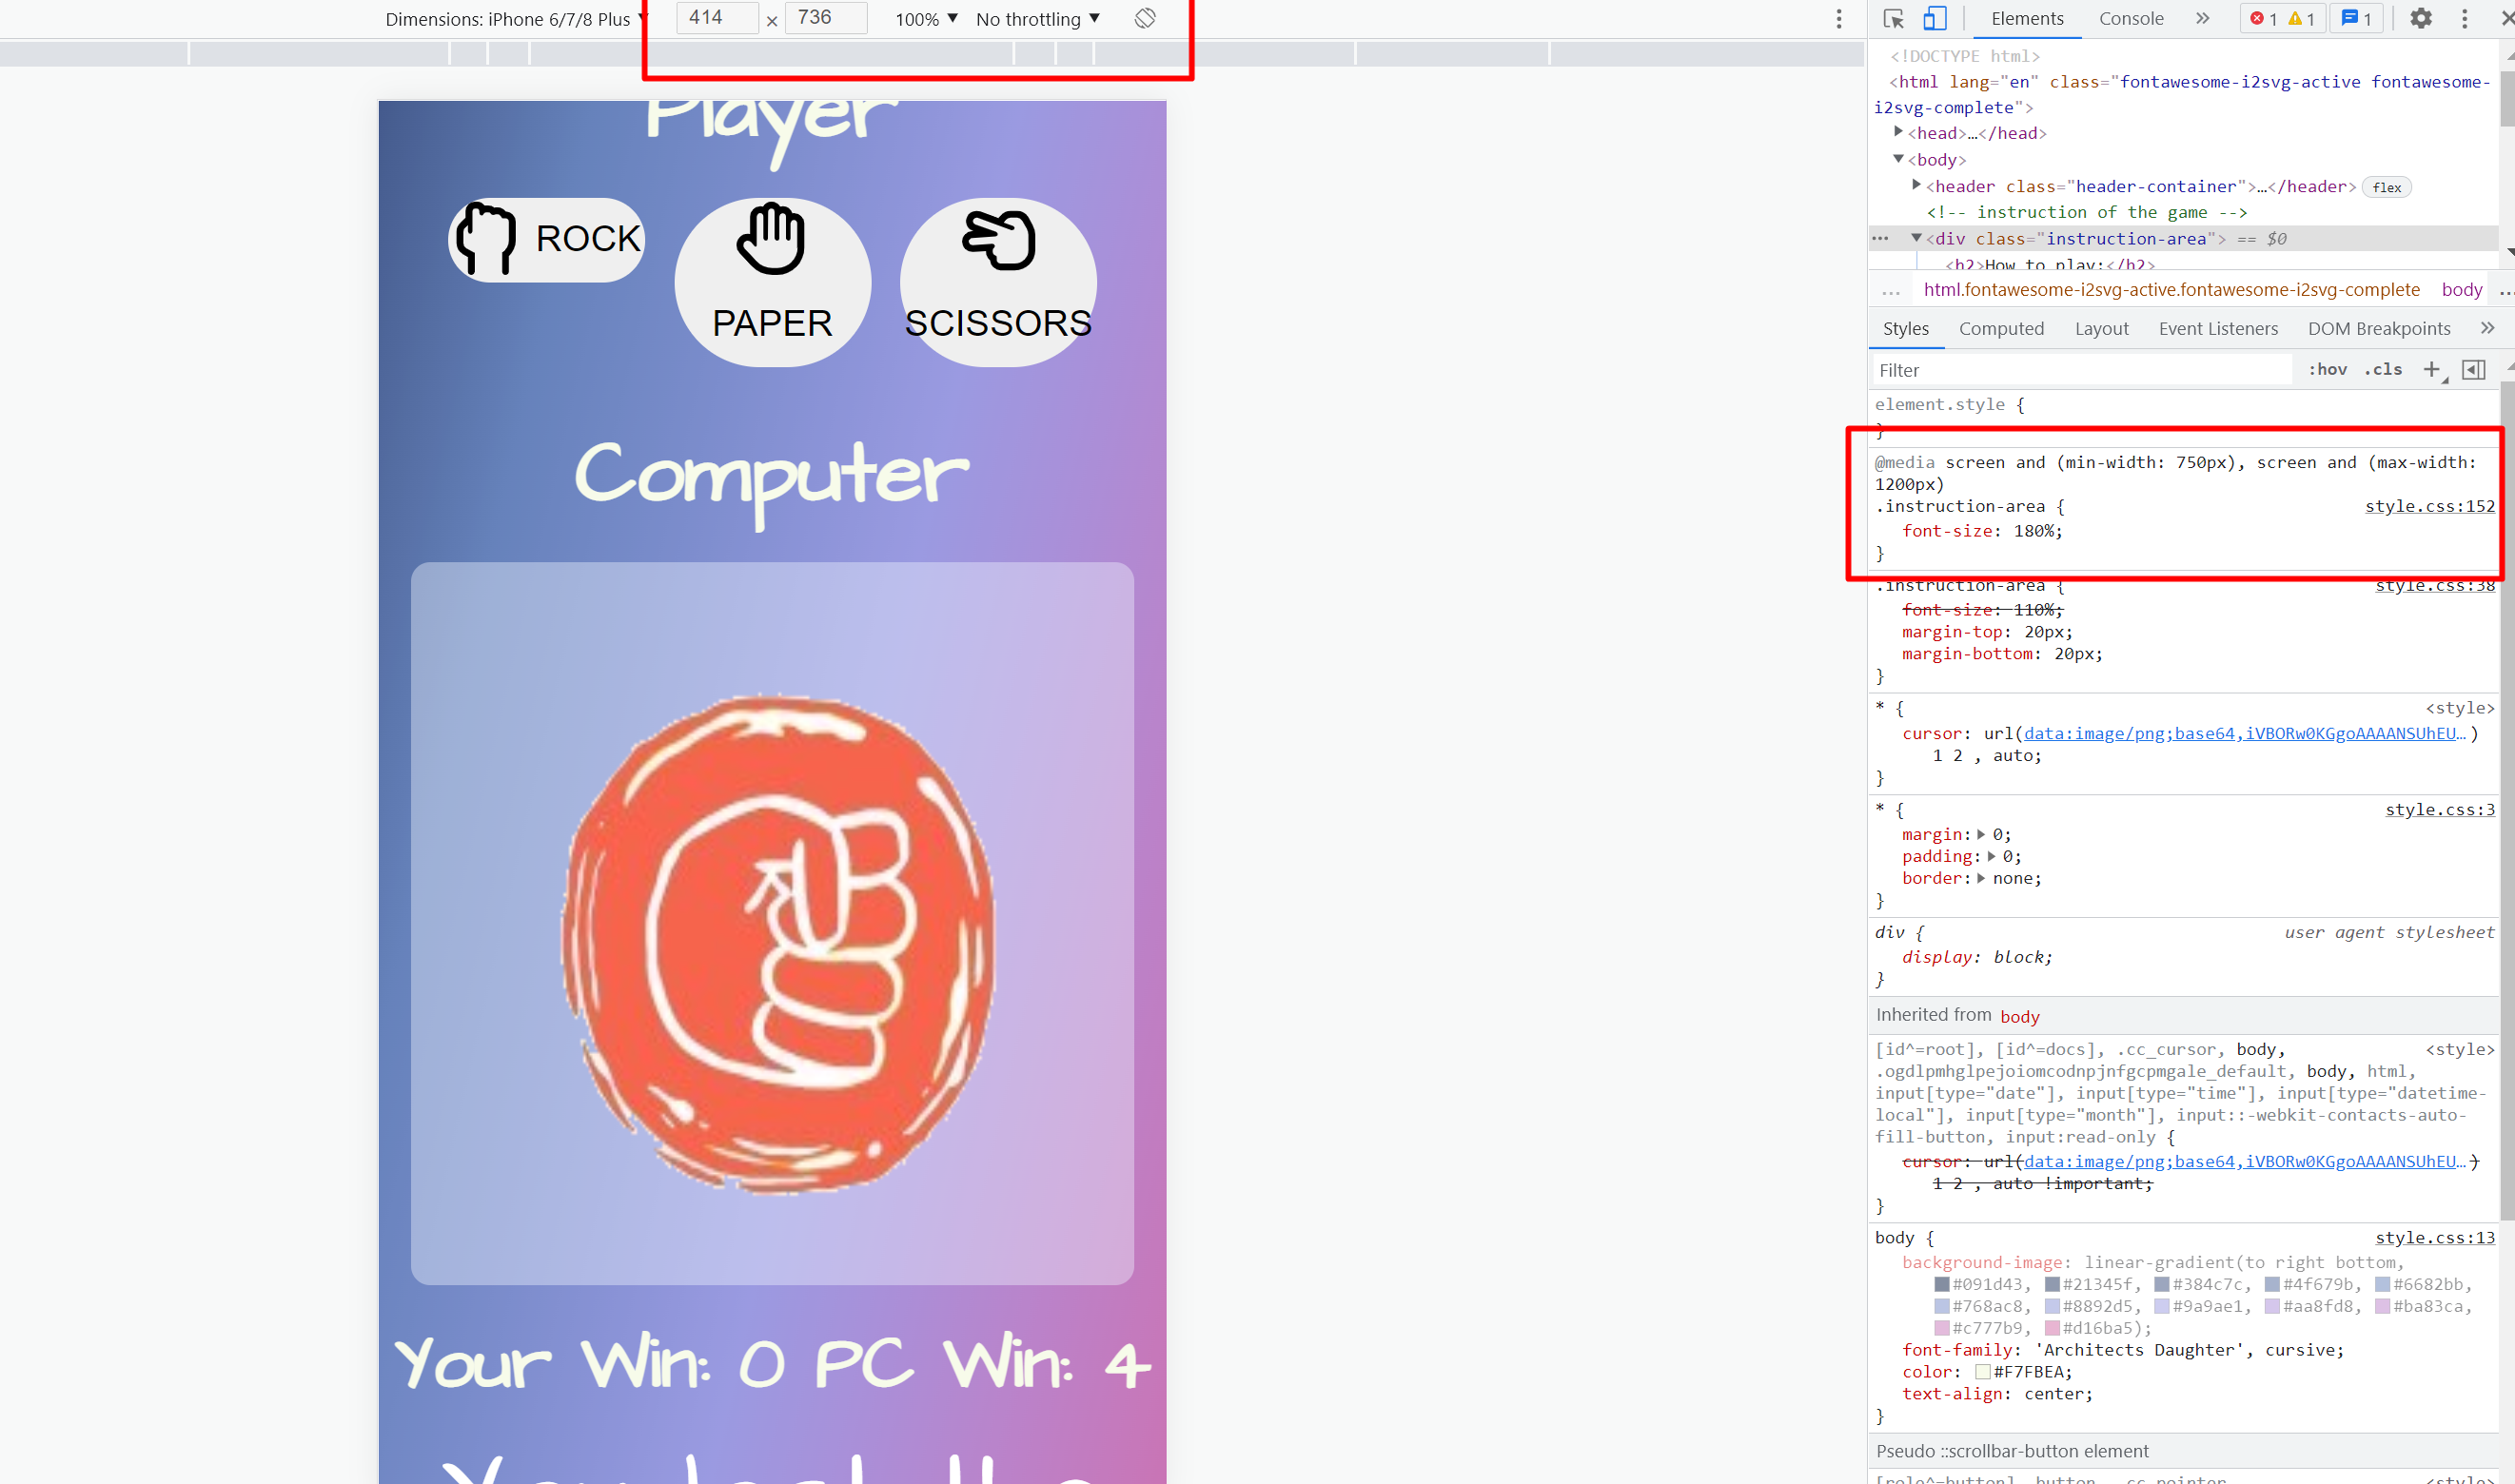 Dimensions: iPhone 6/7/8 Plus ▼ 414 × 736 100% ▼ No throttling ▼
Player
ROCK
PAPER
SCISSORS
Computer
Your Win: 0 PC Win: 4
Elements Console » 1 1 1
<!DOCTYPE html>
<html lang="en" class="fontawesome-i2svg-active fontawesome-
i2svg-complete">
▶<head>…</head>
▼<body>
▶<header class="header-container">…</header> flex
<!-- instruction of the game -->
… ▼<div class="instruction-area"> == $0
<h2>How to play:</h2>
… html.fontawesome-i2svg-active.fontawesome-i2svg-complete body …
Styles Computed Layout Event Listeners DOM Breakpoints »
Filter :hov .cls +
element.style {
}
@media screen and (min-width: 750px), screen and (max-width:
1200px)
.instruction-area { style.css:152
font-size: 180%;
}
.instruction-area { style.css:38
font-size: 110%;
margin-top: 20px;
margin-bottom: 20px;
}
* { <style>
cursor: url(data:image/png;base64,iVBORw0KGgoAAAANSUhEU…)
1 2 , auto;
}
* { style.css:3
margin:▶ 0;
padding:▶ 0;
border:▶ none;
}
div { user agent stylesheet
display: block;
}
Inherited from body
[id^=root], [id^=docs], .cc_cursor, body, <style>
.ogdlpmhglpejoiomcodnpjnfgcpmgale_default, body, html,
input[type="date"], input[type="time"], input[type="datetime-
local"], input[type="month"], input::-webkit-contacts-auto-
fill-button, input:read-only {
cursor: url(data:image/png;base64,iVBORw0KGgoAAAANSUhEU…)
1 2 , auto !important;
}
body { style.css:13
background-image: linear-gradient(to right bottom,
#091d43, #21345f, #384c7c, #4f679b, #6682bb,
#768ac8, #8892d5, #9a9ae1, #aa8fd8, #ba83ca,
#c777b9, #d16ba5);
font-family: 'Architects Daughter', cursive;
color: #F7FBEA;
text-align: center;
}
Pseudo ::scrollbar-button element